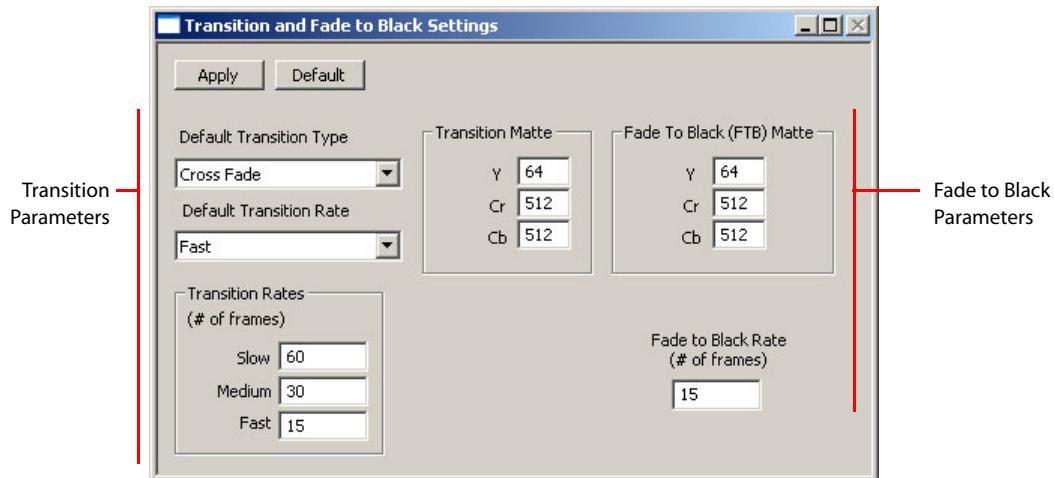 Transition and Fade to Black Settings
Apply
Default
Default Transition Type
Cross Fade
Default Transition Rate
Fast
Transition Rates
(# of frames)
Slow 60
Medium 30
Fast 15
Transition Matte
Y 64
Cr 512
Cb 512
Fade To Black (FTB) Matte
Y 64
Cr 512
Cb 512
Fade to Black Rate
(# of frames)
15
Transition
Parameters
Fade to Black
Parameters